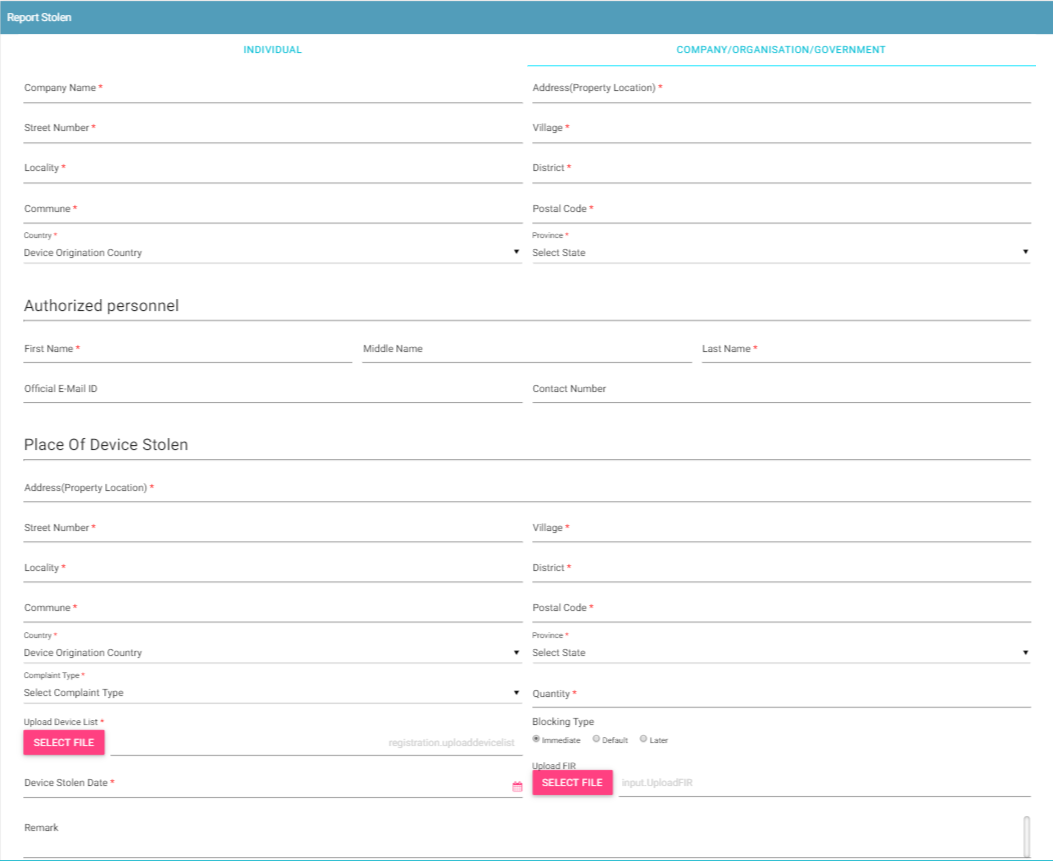 Report Stolen
INDIVIDUAL COMPANY/ORGANISATION/GOVERNMENT
Company Name * Address(Property Location) *
Street Number * Village *
Locality * District *
Commune * Postal Code *
Country * Province *
Device Origination Country Select State
Authorized personnel
First Name * Middle Name Last Name *
Official E-Mail ID Contact Number
Place Of Device Stolen
Address(Property Location) *
Street Number * Village *
Locality * District *
Commune * Postal Code *
Country * Province *
Device Origination Country Select State
Complaint Type *
Select Complaint Type Quantity *
Upload Device List * Blocking Type
SELECT FILE registration.uploaddevicelist Immediate Default Later
Upload FIR
Device Stolen Date * SELECT FILE input.UploadFIR
Remark